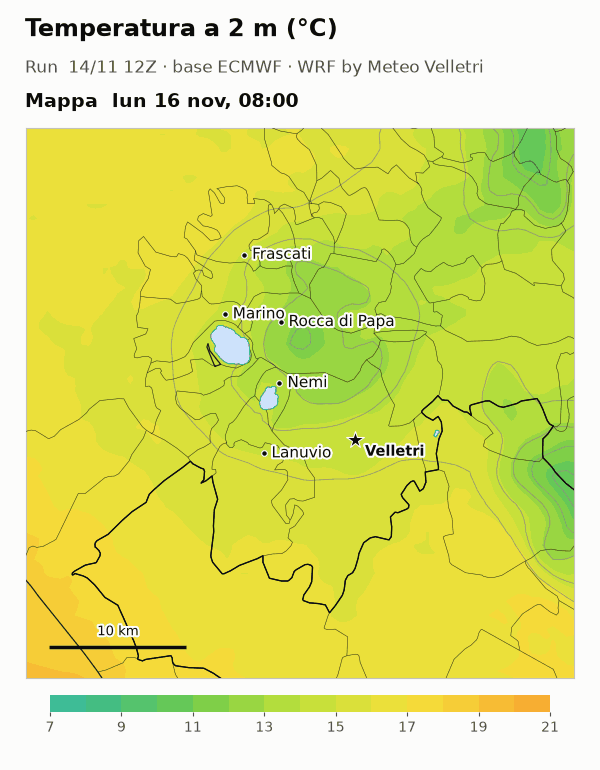 Temperatura a 2 m (°C)
Run  14/11 12Z · base ECMWF · WRF by Meteo Velletri
Mappa  lun 16 nov, 08:00
Frascati
Marino
Rocca di Papa
Nemi
Velletri
Lanuvio
10 km
7 9 11 13 15 17 19 21